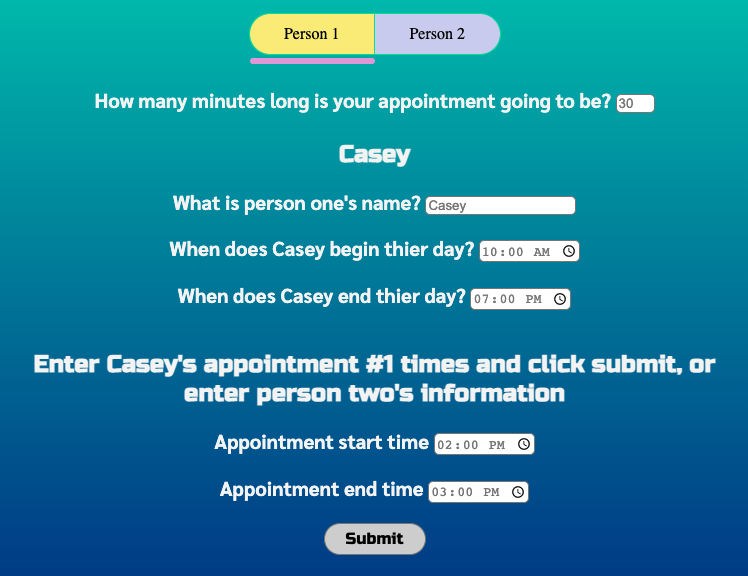 Person 1 Person 2
How many minutes long is your appointment going to be? 30
Casey
What is person one's name? Casey
When does Casey begin thier day? 10:00 AM
When does Casey end thier day? 07:00 PM
Enter Casey's appointment #1 times and click submit, or
enter person two's information
Appointment start time 02:00 PM
Appointment end time 03:00 PM
Submit